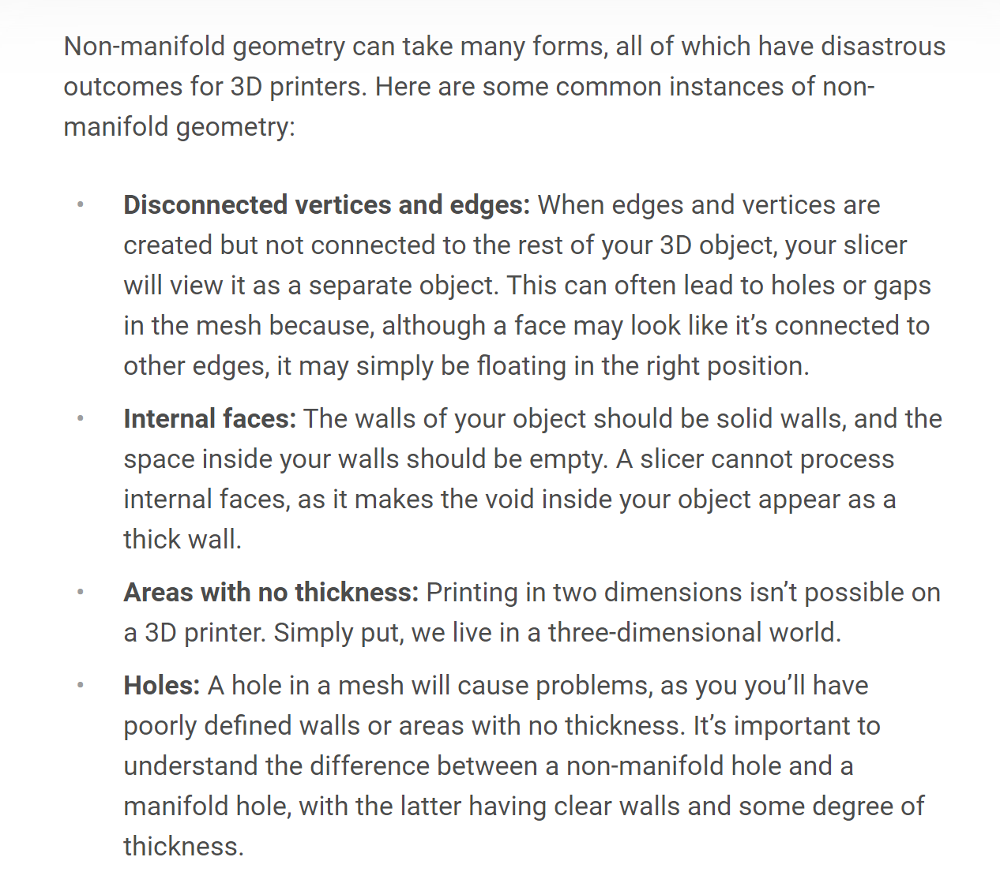 Non-manifold geometry can take many forms, all of which have disastrous
outcomes for 3D printers. Here are some common instances of non-
manifold geometry:
• Disconnected vertices and edges: When edges and vertices are
created but not connected to the rest of your 3D object, your slicer
will view it as a separate object. This can often lead to holes or gaps
in the mesh because, although a face may look like it’s connected to
other edges, it may simply be floating in the right position.
• Internal faces: The walls of your object should be solid walls, and the
space inside your walls should be empty. A slicer cannot process
internal faces, as it makes the void inside your object appear as a
thick wall.
• Areas with no thickness: Printing in two dimensions isn’t possible on
a 3D printer. Simply put, we live in a three-dimensional world.
• Holes: A hole in a mesh will cause problems, as you you’ll have
poorly defined walls or areas with no thickness. It’s important to
understand the difference between a non-manifold hole and a
manifold hole, with the latter having clear walls and some degree of
thickness.